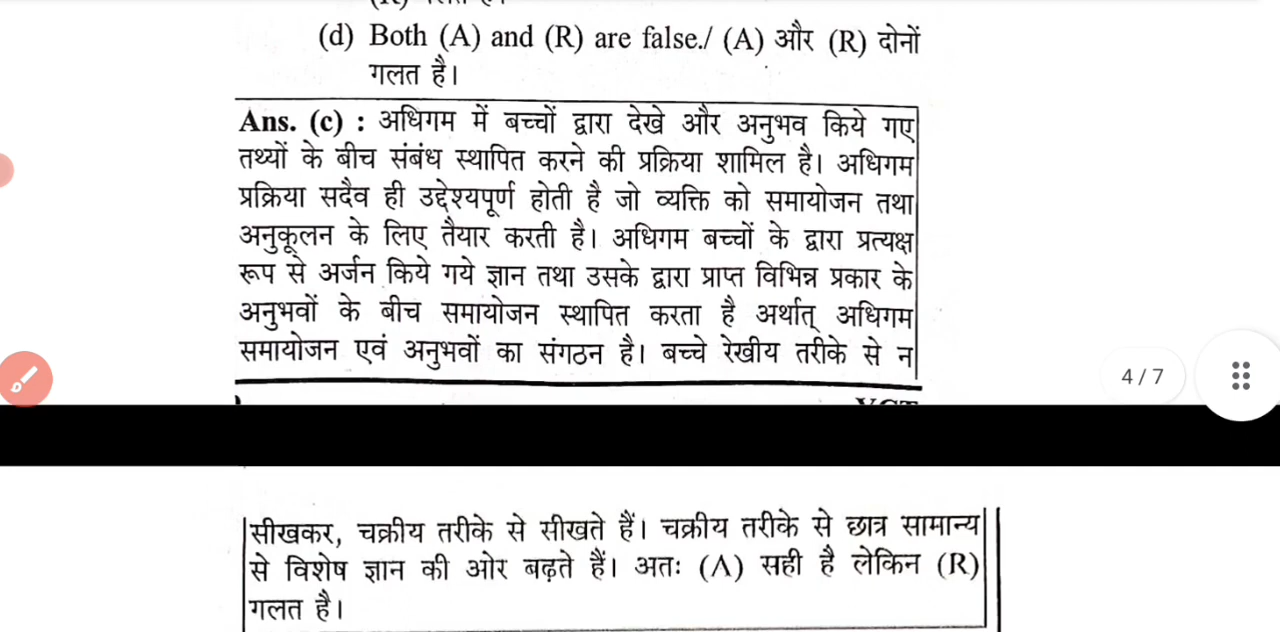 (d) Both (A) and (R) are false./ (A) और (R) दोनों
गलत है।
Ans. (c) : अधिगम में बच्चों द्वारा देखे और अनुभव किये गए
तथ्यों के बीच संबंध स्थापित करने की प्रक्रिया शामिल है। अधिगम
प्रक्रिया सदैव ही उद्देश्यपूर्ण होती है जो व्यक्ति को समायोजन तथा
अनुकूलन के लिए तैयार करती है। अधिगम बच्चों के द्वारा प्रत्यक्ष
रूप से अर्जन किये गये ज्ञान तथा उसके द्वारा प्राप्त विभिन्न प्रकार के
अनुभवों के बीच समायोजन स्थापित करता है अर्थात् अधिगम
समायोजन एवं अनुभवों का संगठन है। बच्चे रेखीय तरीके से न
4 / 7
सीखकर, चक्रीय तरीके से सीखते हैं। चक्रीय तरीके से छात्र सामान्य
से विशेष ज्ञान की ओर बढ़ते हैं। अतः (A) सही है लेकिन (R)
गलत है।